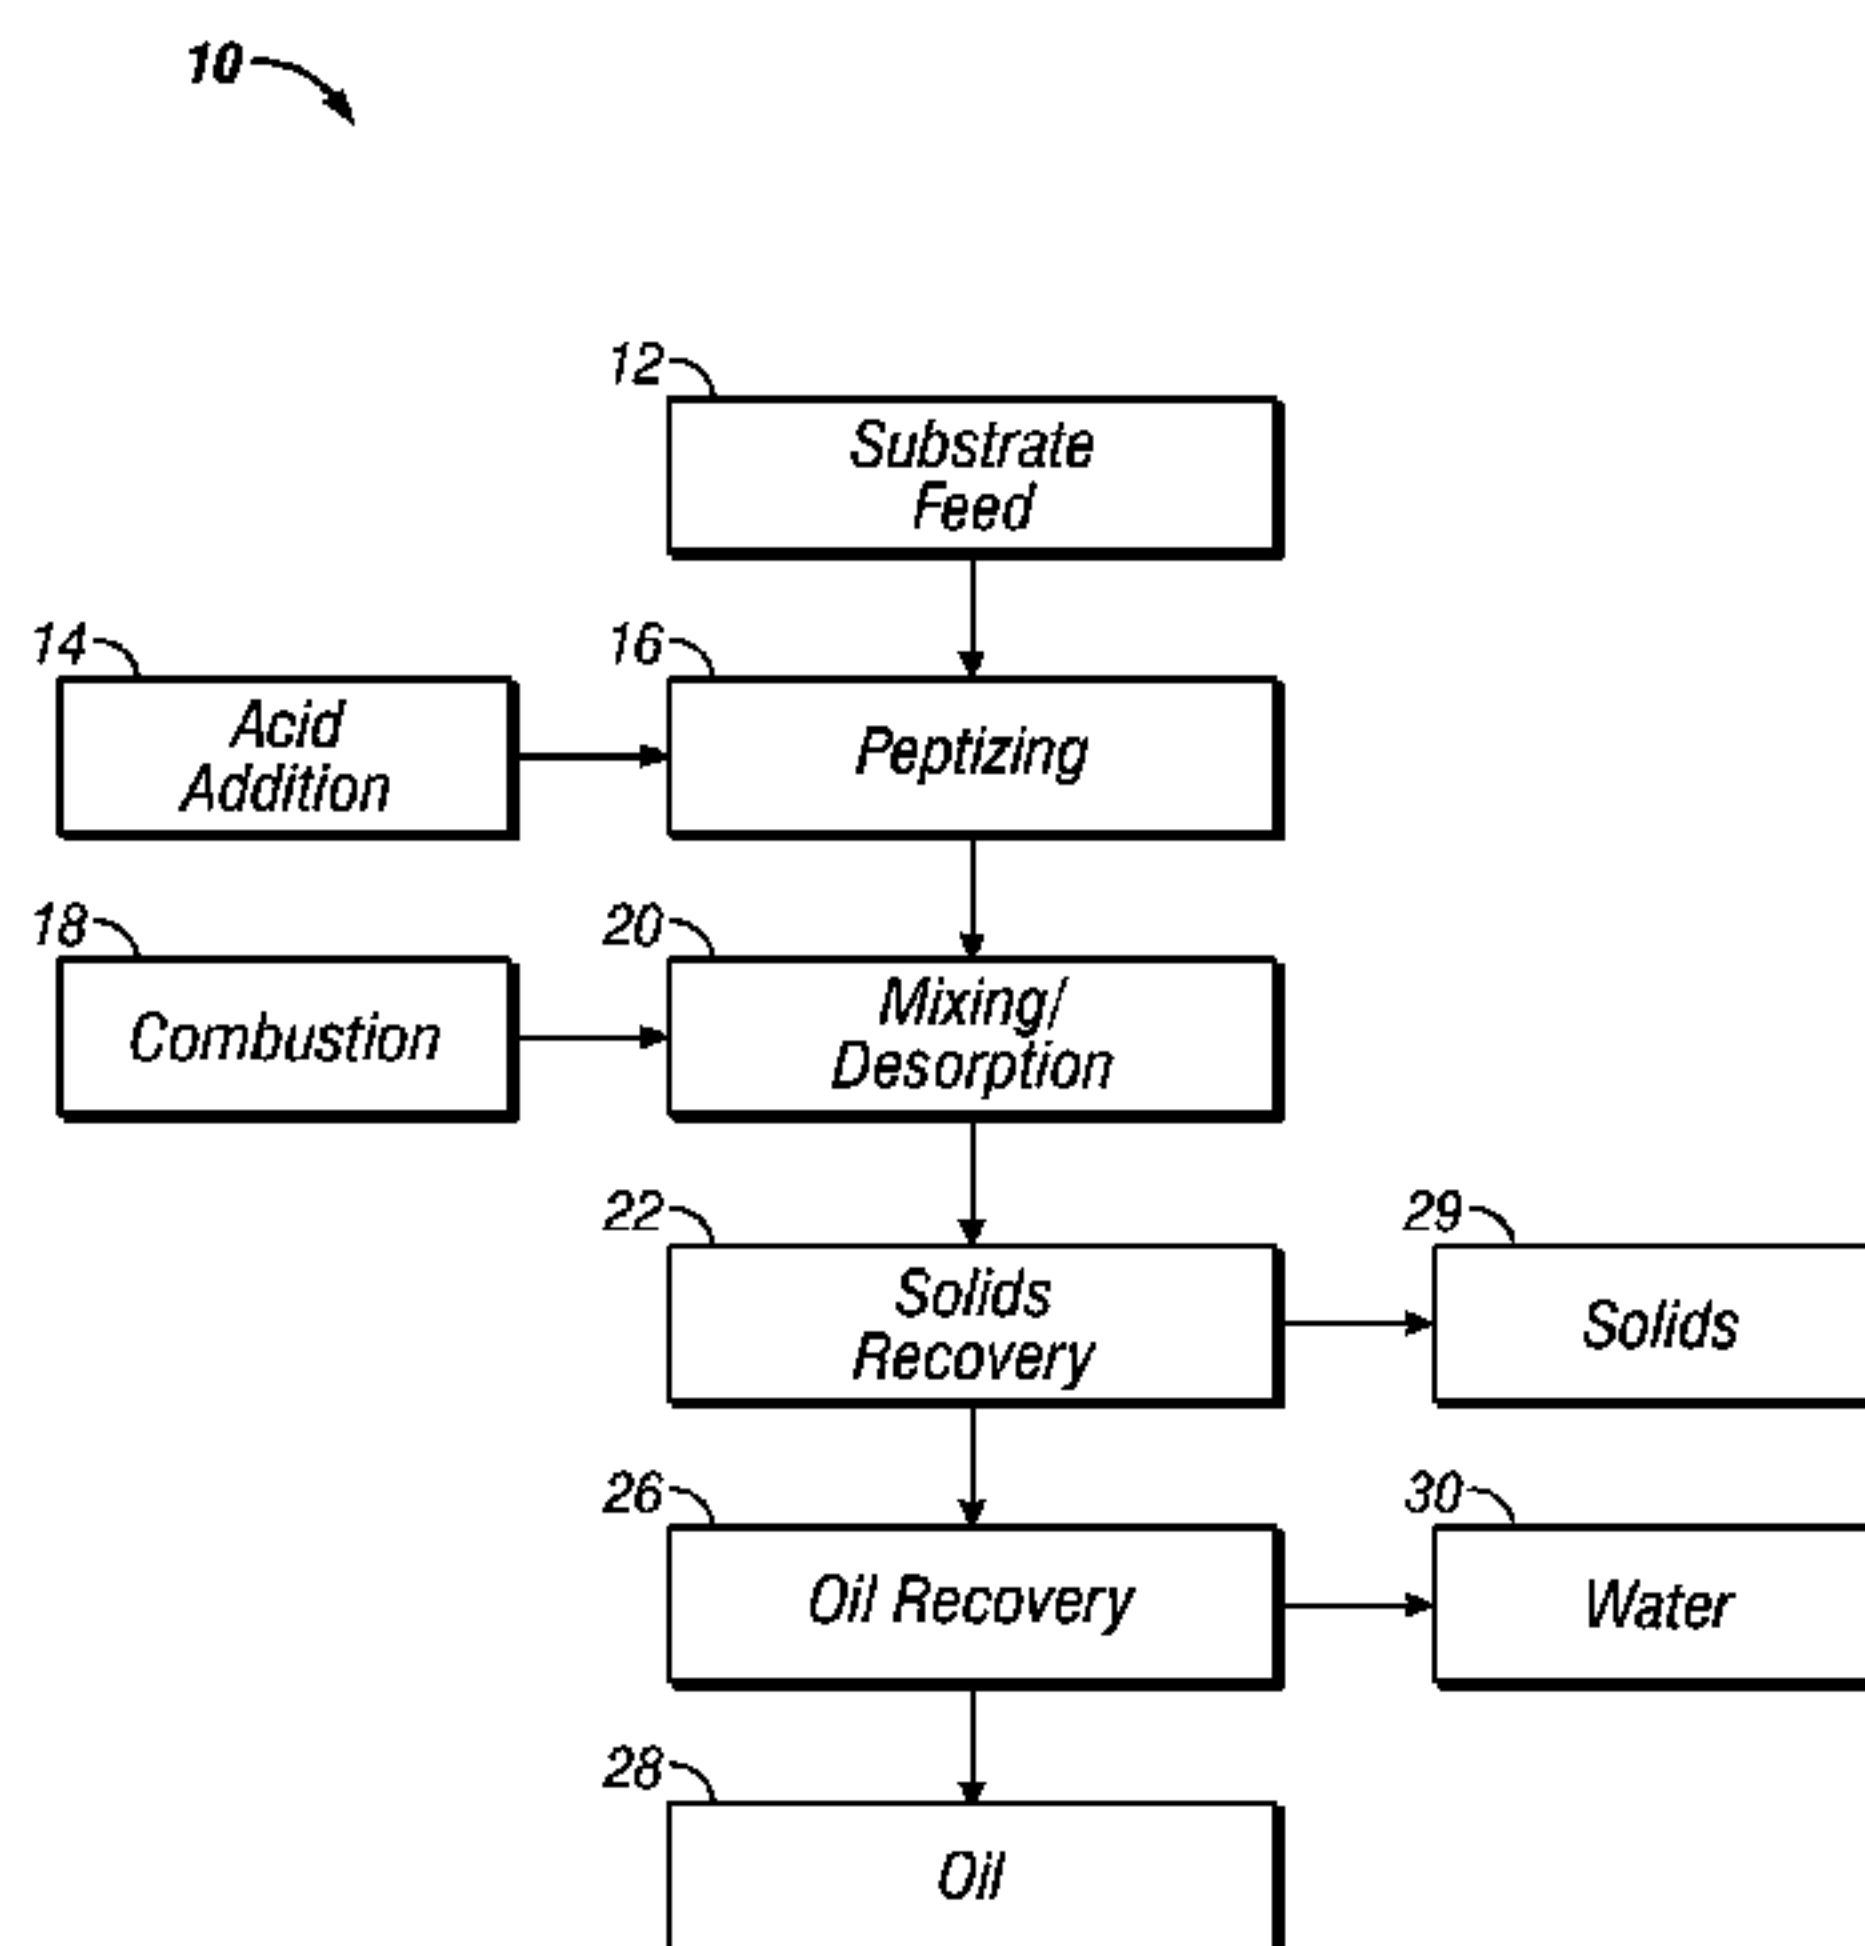 10
12
Substrate
Feed
14
Acid
Addition
16
Peptizing
18
Combustion
20
Mixing/
Desorption
22
Solids
Recovery
29
Solids
26
Oil Recovery
30
Water
28
Oil